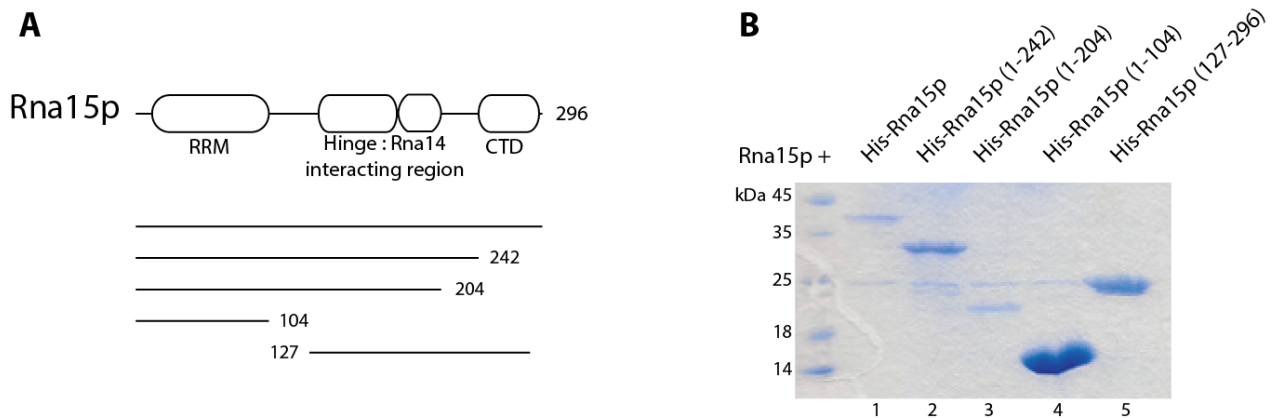 A
Rna15p
296
RRM
Hinge : Rna14
interacting region
CTD
242
204
104
127
B
His-Rna15p
His-Rna15p (1-242)
His-Rna15p (1-204)
His-Rna15p (1-104)
His-Rna15p (127-296)
Rna15p +
kDa 45
35
25
18
14
1 2 3 4 5